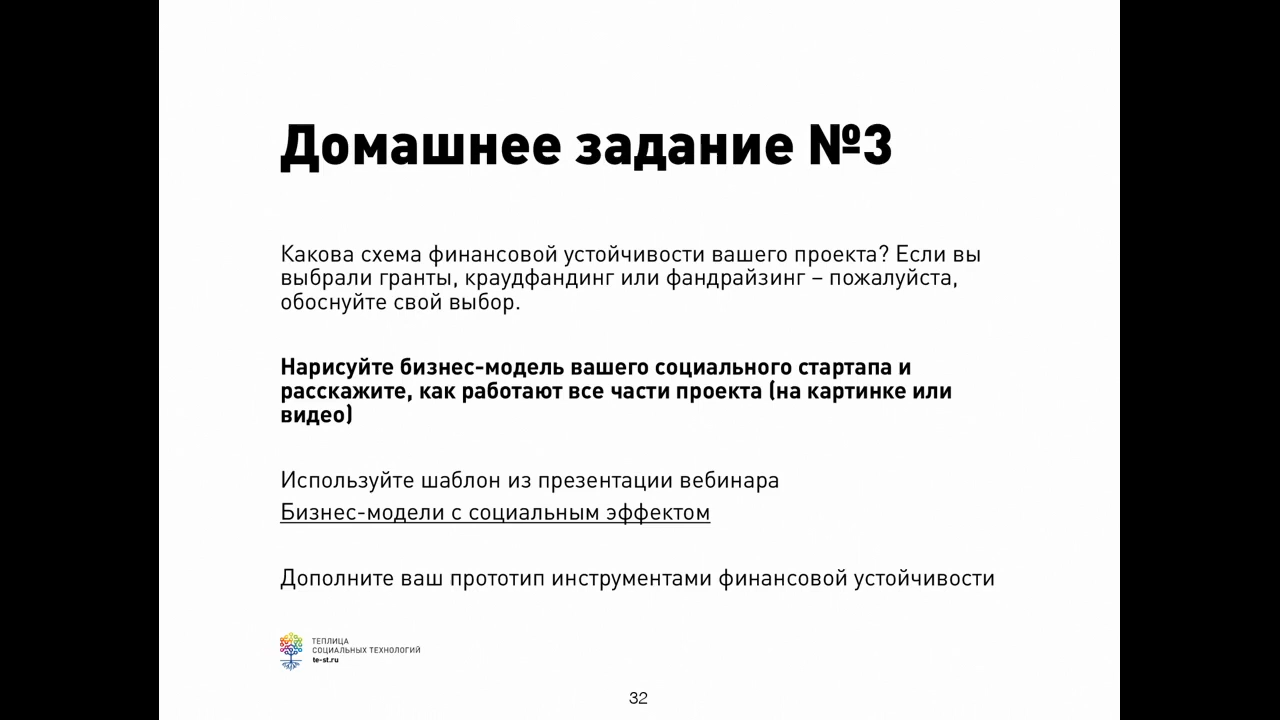 Домашнее задание №3
Какова схема финансовой устойчивости вашего проекта? Если вы
выбрали гранты, краудфандинг или фандрайзинг – пожалуйста,
обоснуйте свой выбор.
Нарисуйте бизнес-модель вашего социального стартапа и
расскажите, как работают все части проекта (на картинке или
видео)
Используйте шаблон из презентации вебинара
Бизнес-модели с социальным эффектом
Дополните ваш прототип инструментами финансовой устойчивости
ТЕПЛИЦА
СОЦИАЛЬНЫХ ТЕХНОЛОГИЙ
te-st.ru
32